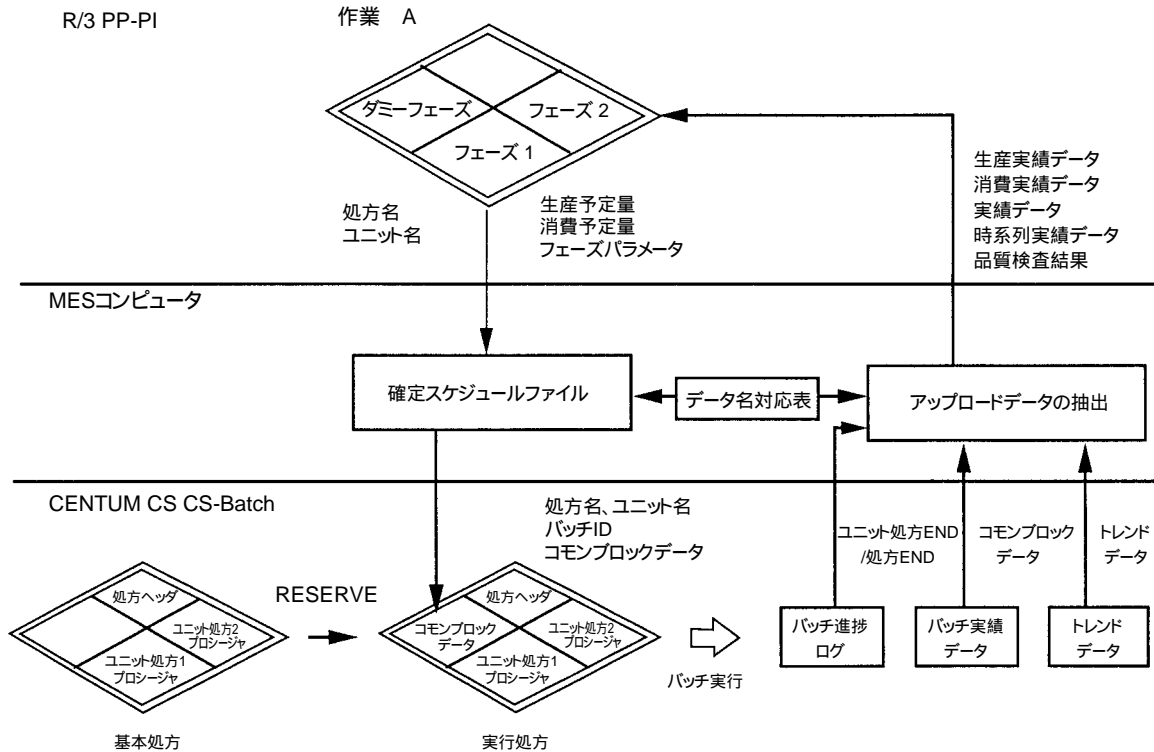 R/3 PP-PI
作業 A
ダミーフェーズ
フェーズ 2
フェーズ 1
処方名
ユニット名
生産予定量
消費予定量
フェーズパラメータ
生産実績データ
消費実績データ
実績データ
時系列実績データ
品質検査結果
MESコンピュータ
確定スケジュールファイル
データ名対応表
アップロードデータの抽出
CENTUM CS CS-Batch
処方名、ユニット名
バッチID
コモンブロックデータ
ユニット処方END
/処方END
コモンブロック
データ
トレンド
データ
処方ヘッダ
ユニット処方2
プロシージャ
ユニット処方1
プロシージャ
基本処方
RESERVE
処方ヘッダ
コモンブロック
データ
ユニット処方2
プロシージャ
ユニット処方1
プロシージャ
実行処方
バッチ実行
バッチ進捗
ログ
バッチ実績
データ
トレンド
データ